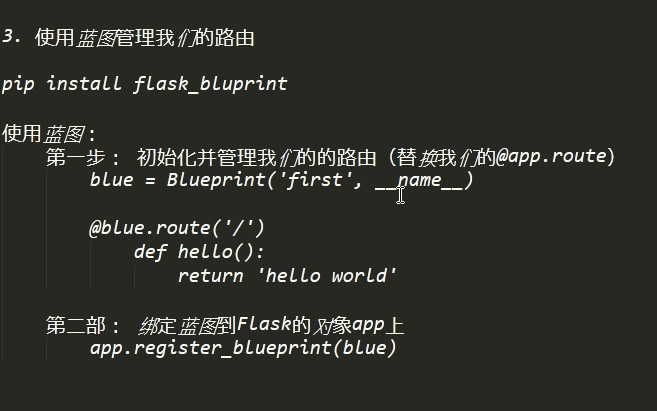 3. 使用蓝图管理我们的路由
pip install flask_bluprint
使用蓝图：
第一步： 初始化并管理我们的的路由（替换我们的@app.route）
blue = Blueprint('first', __name__)
@blue.route('/')
def hello():
return 'hello world'
第二部： 绑定蓝图到Flask的对象app上
app.register_blueprint(blue)